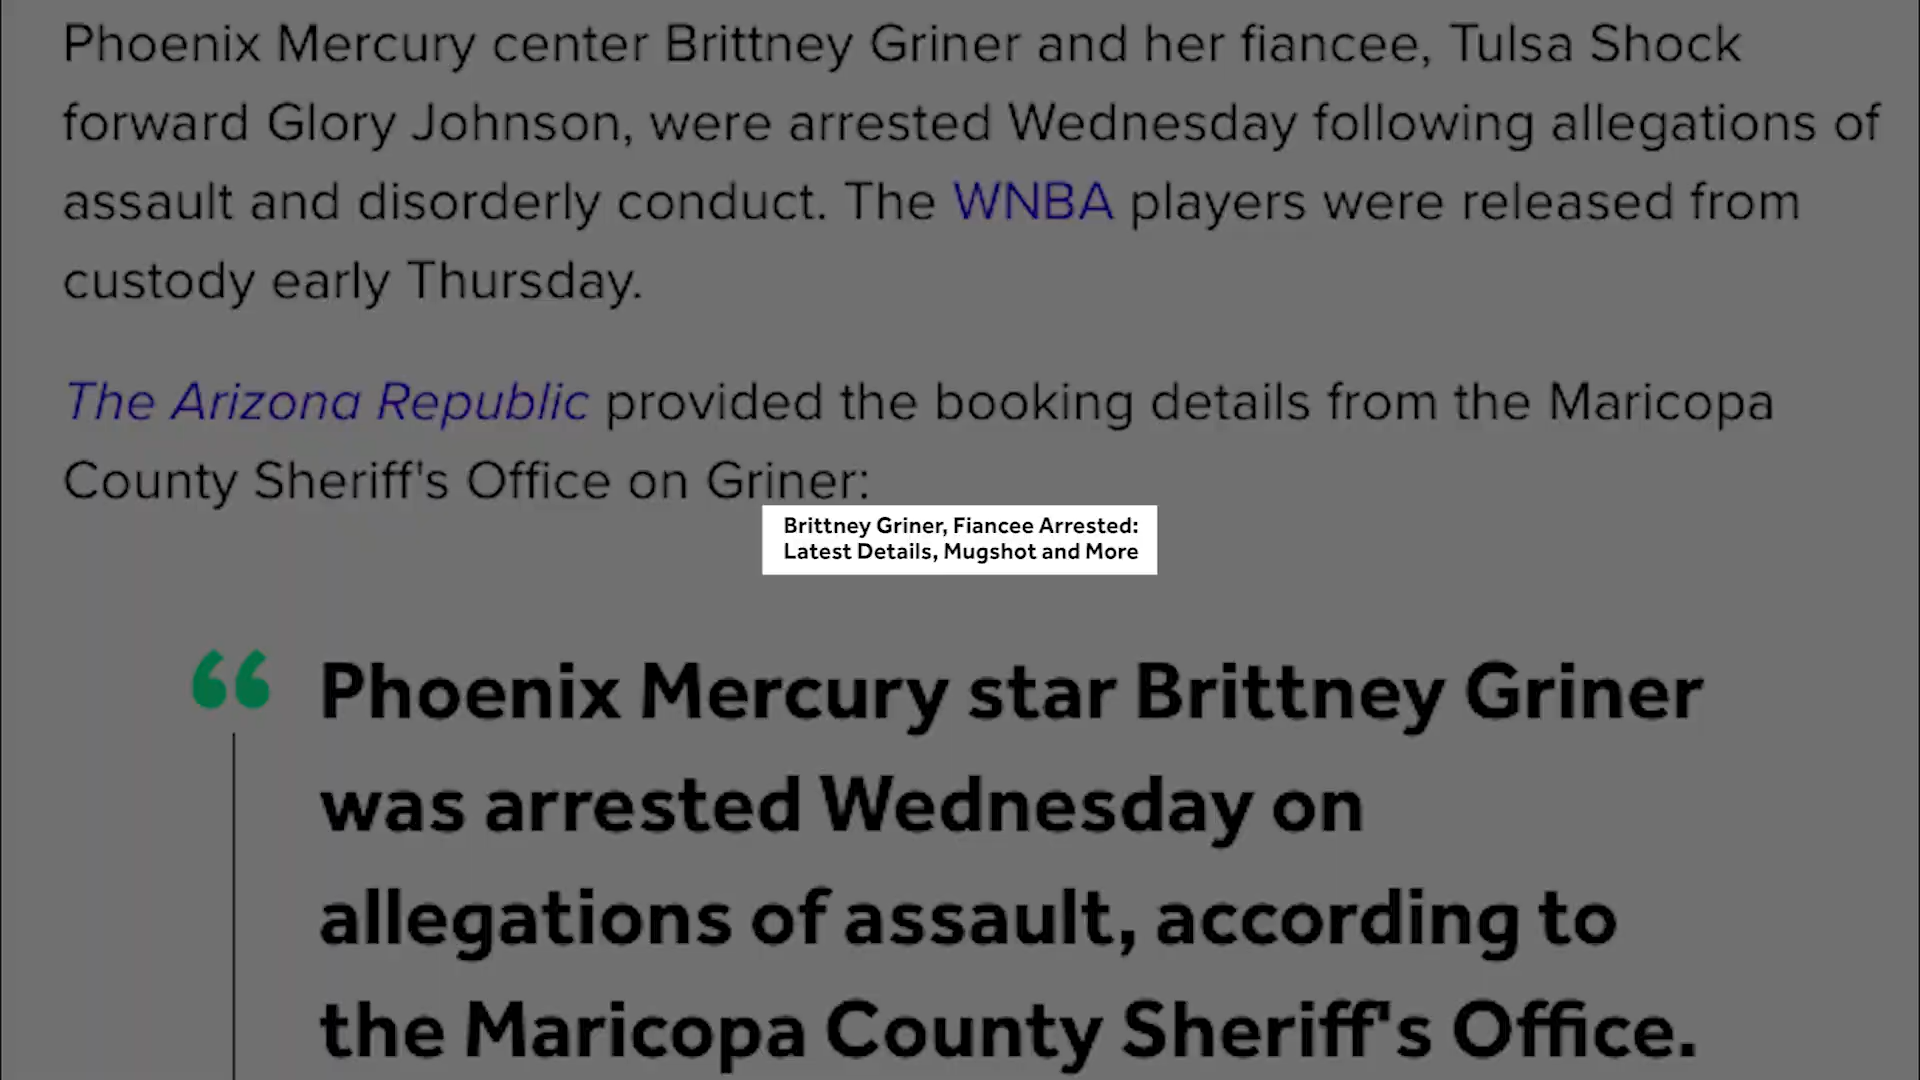 Phoenix Mercury center Brittney Griner and her fiancee, Tulsa Shock
forward Glory Johnson, were arrested Wednesday following allegations of
assault and disorderly conduct. The WNBA players were released from
custody early Thursday.
The Arizona Republic provided the booking details from the Maricopa
County Sheriff's Office on Griner:
Brittney Griner, Fiancee Arrested:
Latest Details, Mugshot and More
“ Phoenix Mercury star Brittney Griner
was arrested Wednesday on
allegations of assault, according to
the Maricopa County Sheriff's Office.